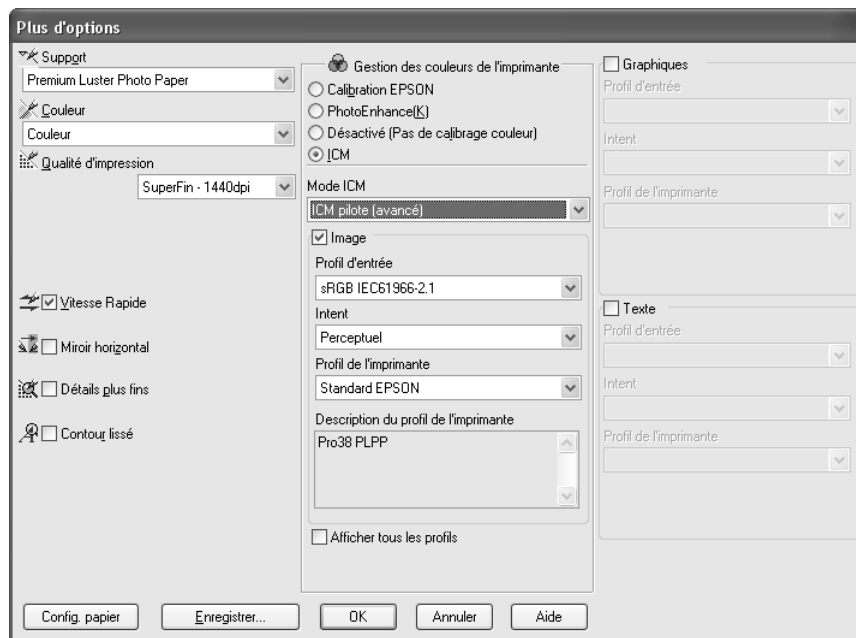 Plus d'options
Support
Premium Luster Photo Paper
Couleur
Couleur
Qualité d'impression
SuperFin - 1440dpi
Vitesse Rapide
Miroir horizontal
Détails plus fins
Contour lissé
Gestion des couleurs de l'imprimante
Calibration EPSON
PhotoEnhance(K)
Désactivé (Pas de calibrage couleur)
ICM
Mode ICM
ICM pilote (avancé)
Image
Profil d'entrée
sRGB IEC61966-2.1
Intent
Perceptuel
Profil de l'imprimante
Standard EPSON
Description du profil de l'imprimante
Pro38 PLPP
Afficher tous les profils
Graphiques
Profil d'entrée
Intent
Profil de l'imprimante
Texte
Profil d'entrée
Intent
Profil de l'imprimante
Config. papier
Enregistrer...
OK
Annuler
Aide